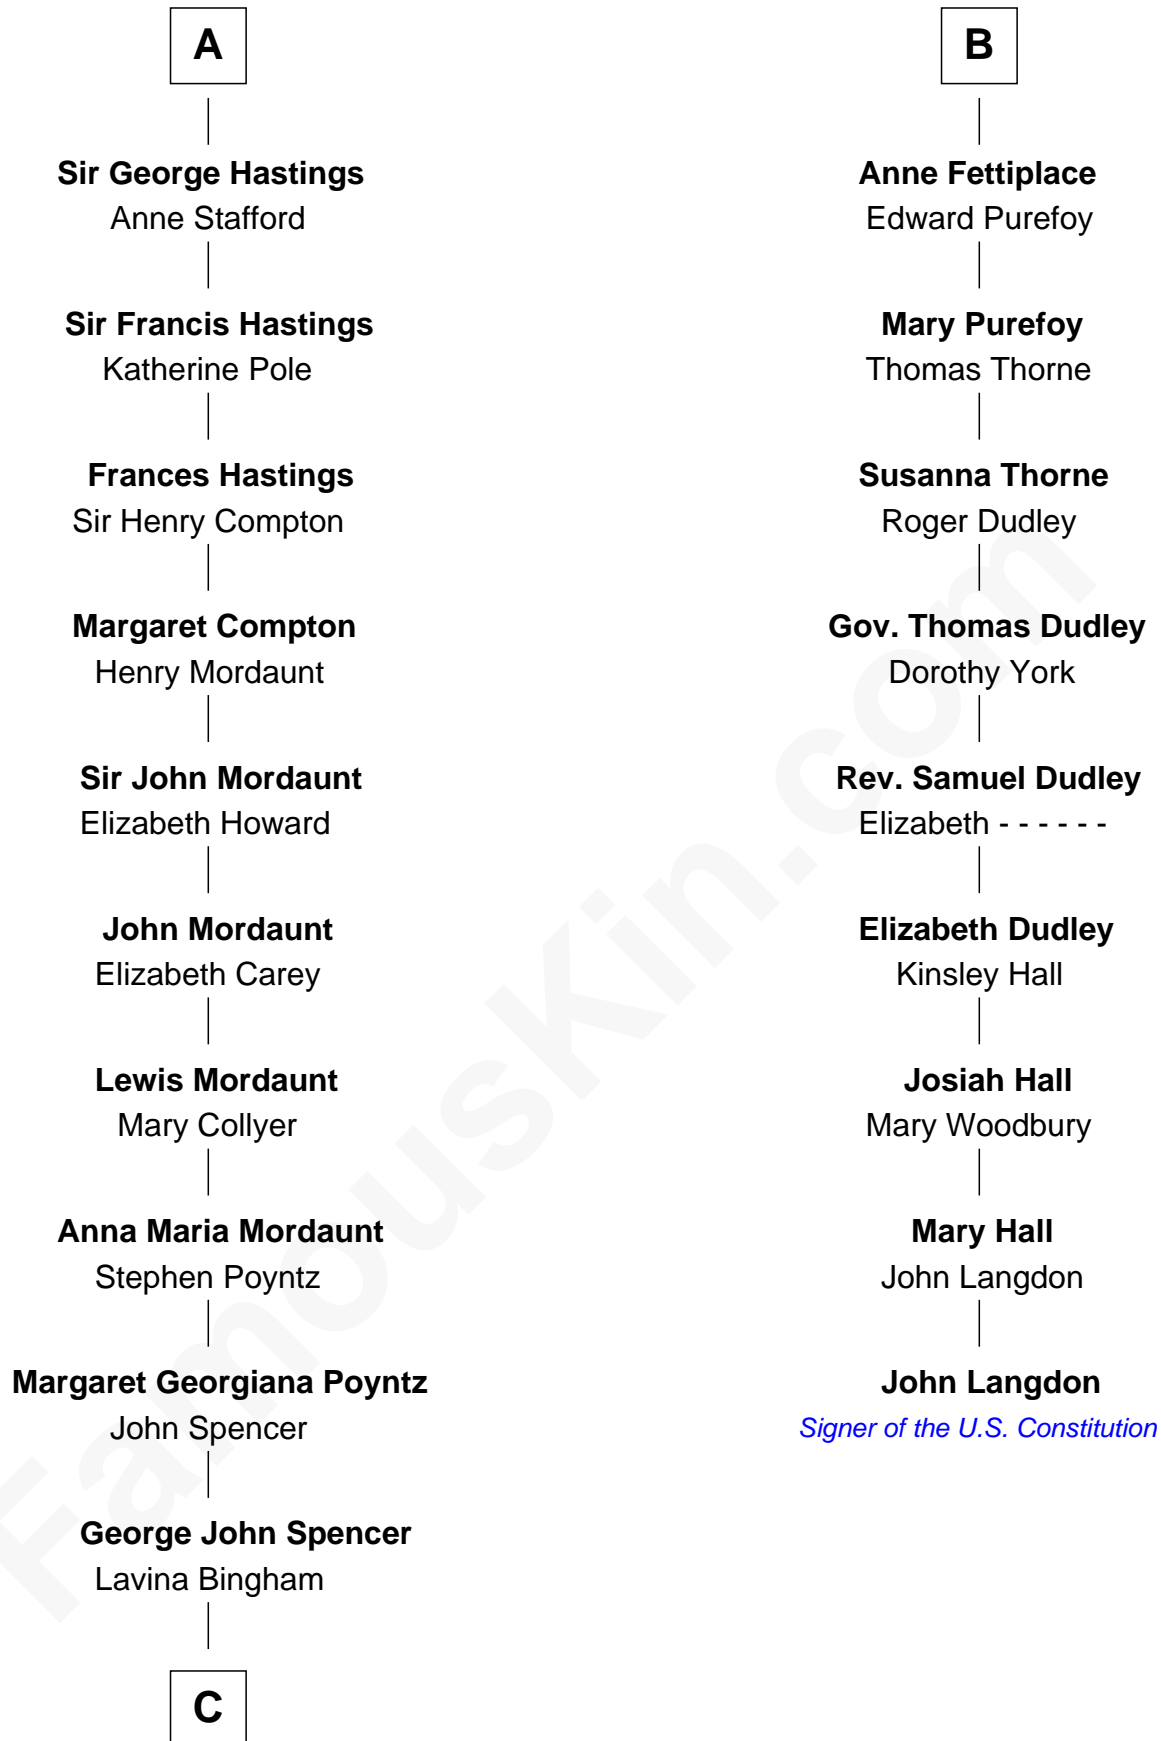 A
Sir George Hastings
Anne Stafford
Sir Francis Hastings
Katherine Pole
Frances Hastings
Sir Henry Compton
Margaret Compton
Henry Mordaunt
Sir John Mordaunt
Elizabeth Howard
John Mordaunt
Elizabeth Carey
Lewis Mordaunt
Mary Collyer
Anna Maria Mordaunt
Stephen Poyntz
Margaret Georgiana Poyntz
John Spencer
George John Spencer
Lavina Bingham
C
B
Anne Fettiplace
Edward Purefoy
Mary Purefoy
Thomas Thorne
Susanna Thorne
Roger Dudley
Gov. Thomas Dudley
Dorothy York
Rev. Samuel Dudley
Elizabeth - - - - - -
Elizabeth Dudley
Kinsley Hall
Josiah Hall
Mary Woodbury
Mary Hall
John Langdon
John Langdon
Signer of the U.S. Constitution
FamousKin.com